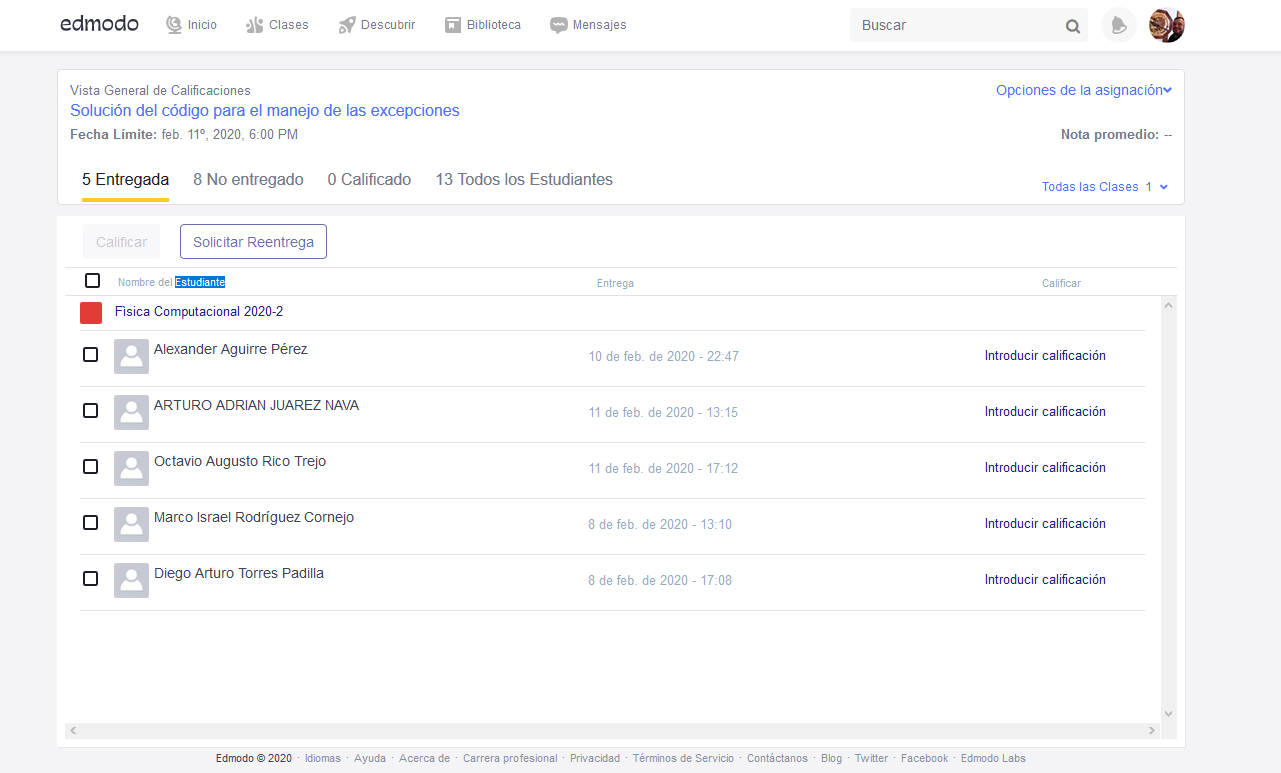 edmodo Inicio Clases Descubrir Biblioteca Mensajes Buscar
Vista General de Calificaciones Opciones de la asignación
Solución del código para el manejo de las excepciones
Fecha Límite: feb. 11º, 2020, 6:00 PM Nota promedio: --
5 Entregada 8 No entregado 0 Calificado 13 Todos los Estudiantes Todas las Clases 1
Calificar Solicitar Reentrega
Nombre del Estudiante Entrega Calificar
Fìsica Computacional 2020-2
Alexander Aguirre Pérez 10 de feb. de 2020 - 22:47 Introducir calificación
ARTURO ADRIAN JUAREZ NAVA 11 de feb. de 2020 - 13:15 Introducir calificación
Octavio Augusto Rico Trejo 11 de feb. de 2020 - 17:12 Introducir calificación
Marco Israel Rodríguez Cornejo 8 de feb. de 2020 - 13:10 Introducir calificación
Diego Arturo Torres Padilla 8 de feb. de 2020 - 17:08 Introducir calificación
Edmodo © 2020 · Idiomas · Ayuda · Acerca de · Carrera profesional · Privacidad · Términos de Servicio · Contáctanos · Blog · Twitter · Facebook · Edmodo Labs